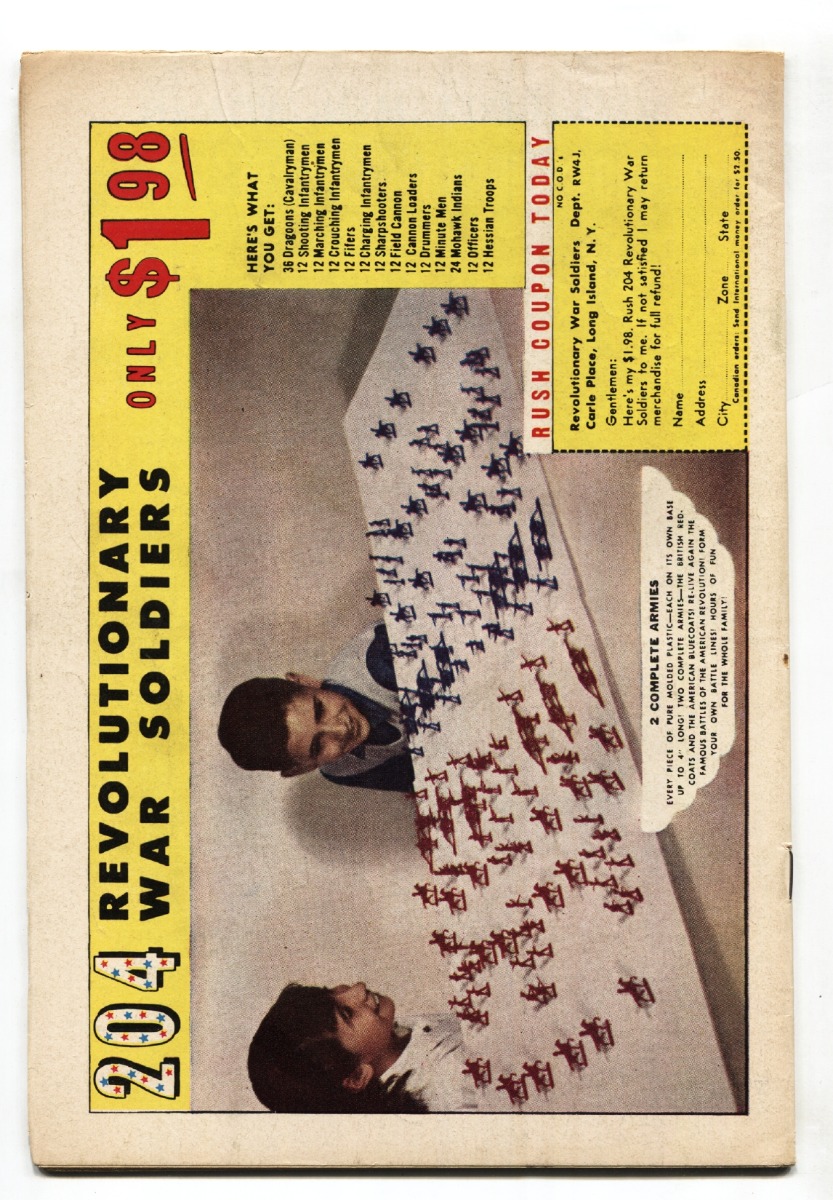 204 REVOLUTIONARY
WAR SOLDIERS
ONLY $1.98
HERE'S WHAT
YOU GET:
36 Dragoons (Cavalryman)
12 Shooting Infantrymen
12 Marching Infantrymen
12 Crouching Infantrymen
12 Fifers
12 Charging Infantrymen
12 Sharpshooters
12 Field Cannon
12 Cannon Loaders
12 Drummers
12 Minute Men
24 Mohawk Indians
12 Officers
12 Hessian Troops
2 COMPLETE ARMIES
EVERY PIECE OF PURE MOLDED PLASTIC—EACH ON ITS OWN BASE
UP TO 4" LONG! TWO COMPLETE ARMIES—THE BRITISH RED-
COATS AND THE AMERICAN BLUECOATS! RE-LIVE AGAIN THE
FAMOUS BATTLES OF THE AMERICAN REVOLUTION! FORM
YOUR OWN BATTLE LINES! HOURS OF FUN
FOR THE WHOLE FAMILY!
RUSH COUPON TODAY
NO C.O.D.s
Revolutionary War Soldiers Dept. RW4J,
Carle Place, Long Island, N. Y.
Gentlemen:
Here's my $1.98. Rush 204 Revolutionary War
Soldiers to me. If not satisfied I may return
merchandise for full refund!
Name
Address
City Zone State
Canadian orders: Send International money order for $2.50.